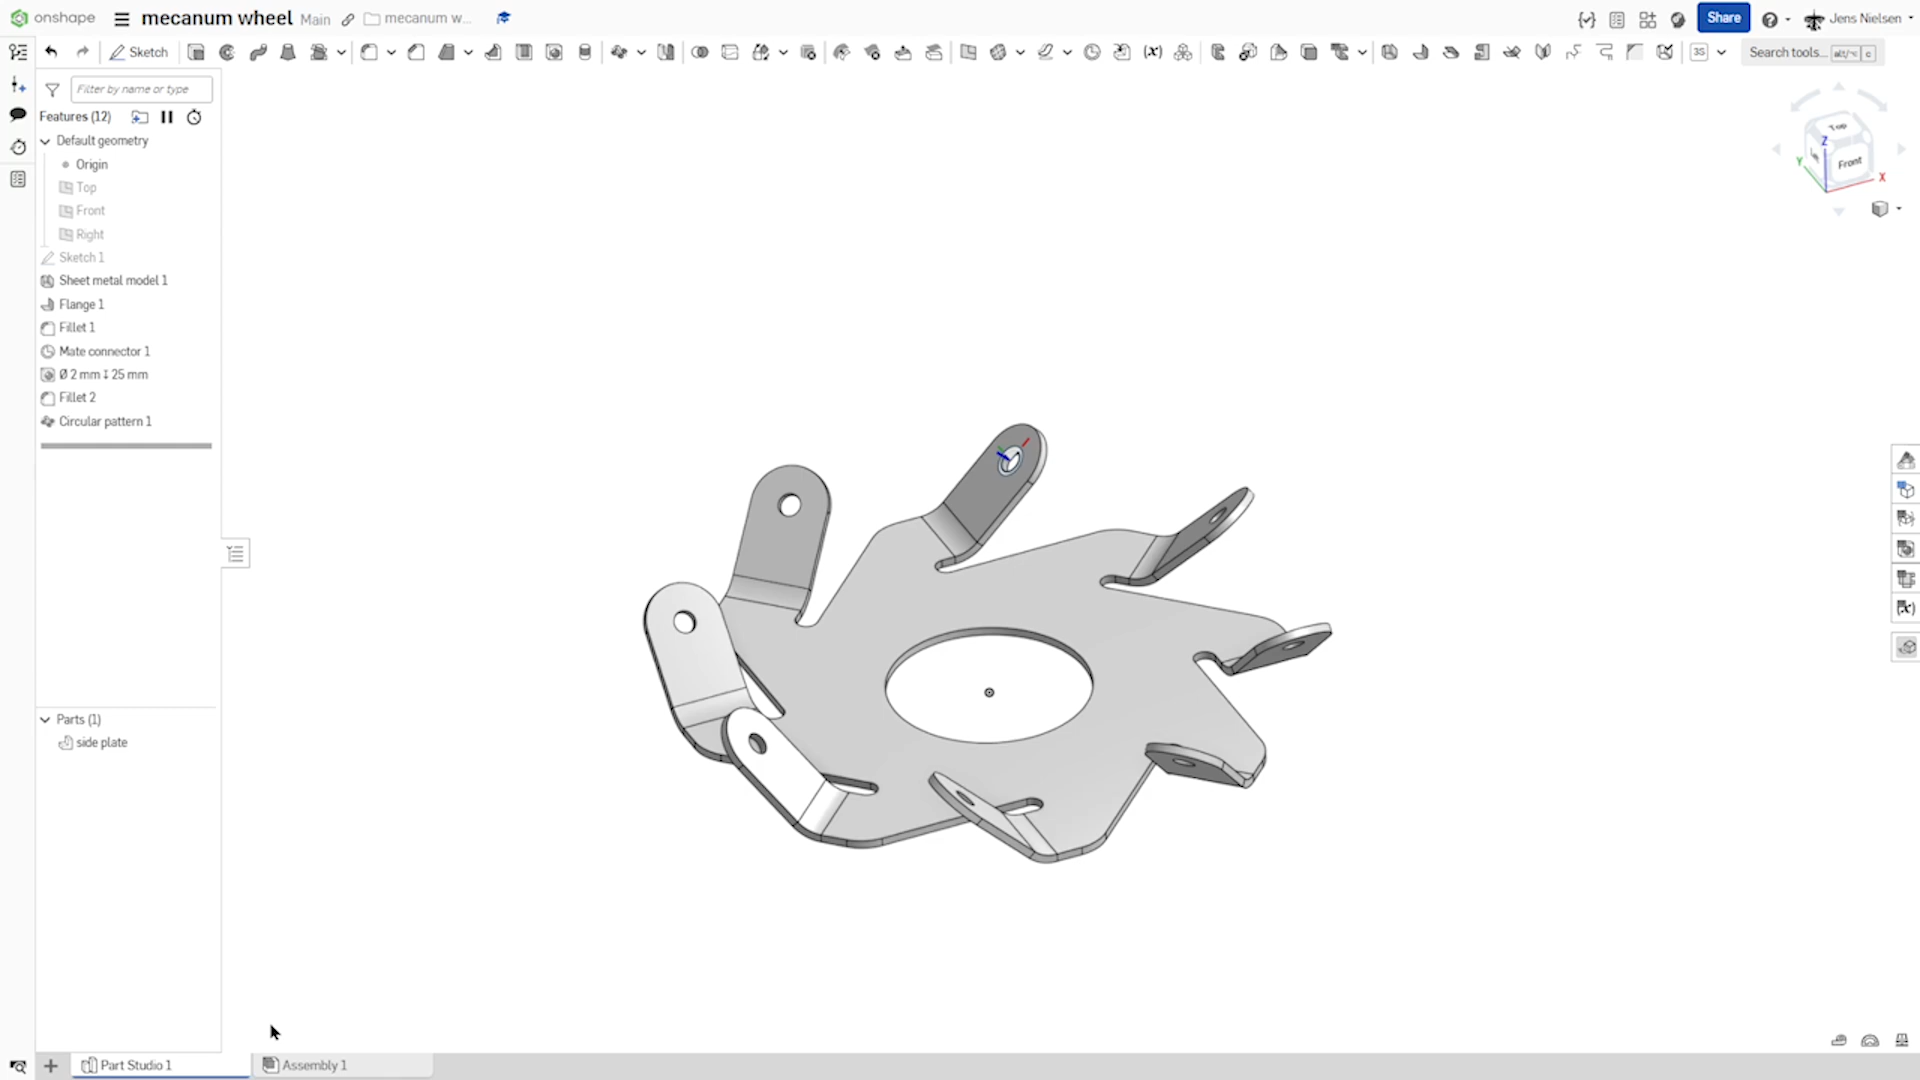 onshape mecanum wheel Main mecanum w... Share Jens Nielsen
Sketch Search tools... alt/⌥ c
Filter by name or type
Features (12)
Default geometry
Origin
Top
Front
Right
Sketch 1
Sheet metal model 1
Flange 1
Fillet 1
Mate connector 1
Ø 2 mm ↧ 25 mm
Fillet 2
Circular pattern 1
Top
Z
Front
Y
X
Parts (1)
side plate
Part Studio 1
Assembly 1